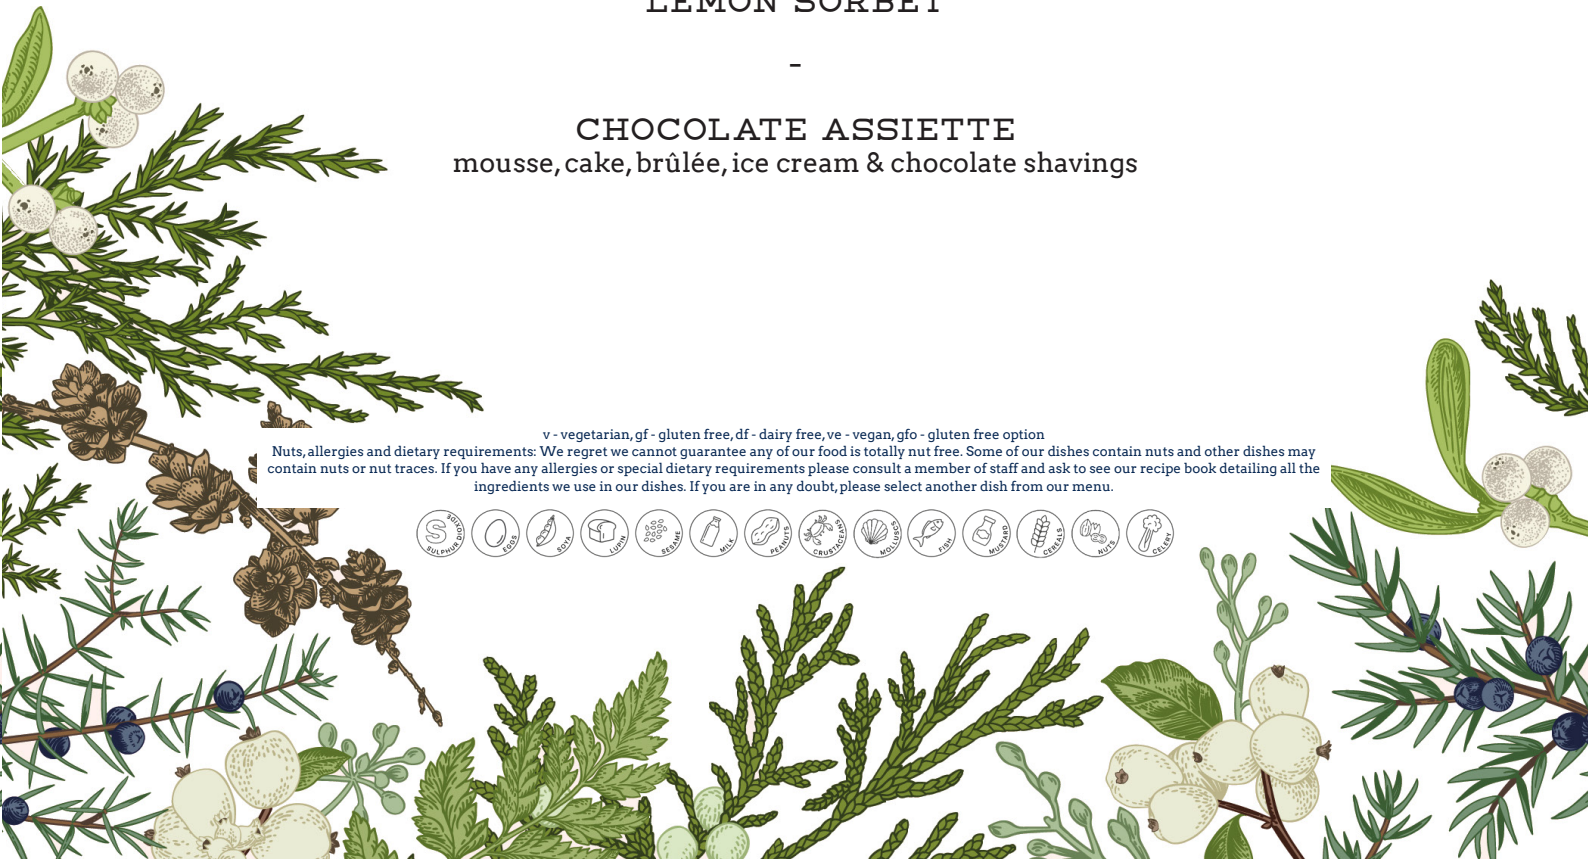 LEMON SORBET
-
CHOCOLATE ASSIETTE
mousse, cake, brûlée, ice cream & chocolate shavings
v - vegetarian, gf - gluten free, df - dairy free, ve - vegan, gfo - gluten free option
Nuts, allergies and dietary requirements: We regret we cannot guarantee any of our food is totally nut free. Some of our dishes contain nuts and other dishes may
contain nuts or nut traces. If you have any allergies or special dietary requirements please consult a member of staff and ask to see our recipe book detailing all the
ingredients we use in our dishes. If you are in any doubt, please select another dish from our menu.
S SULPHUR DIOXIDE EGGS SOYA LUPIN SESAME MILK PEANUTS CRUSTACEANS MOLLUSCS FISH MUSTARD CEREALS NUTS CELERY